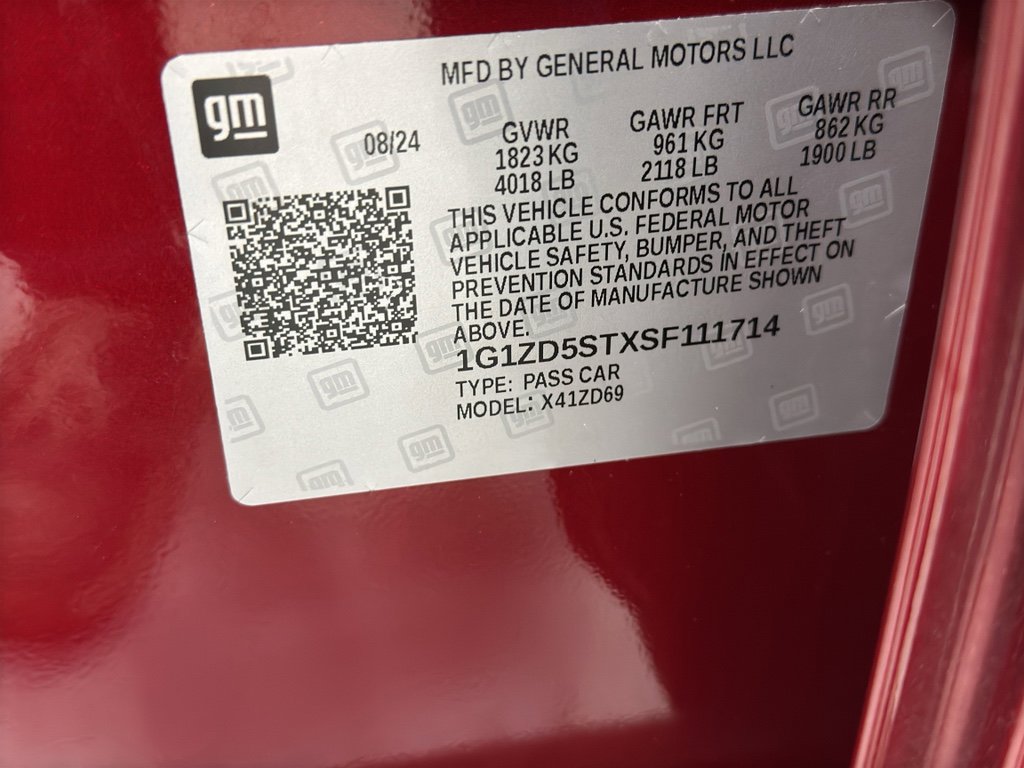 MFD BY GENERAL MOTORS LLC
gm
08/24
GVWR
1823 KG
4018 LB
GAWR FRT
961 KG
2118 LB
GAWR RR
862 KG
1900 LB
THIS VEHICLE CONFORMS TO ALL
APPLICABLE U.S. FEDERAL MOTOR
VEHICLE SAFETY, BUMPER, AND THEFT
PREVENTION STANDARDS IN EFFECT ON
THE DATE OF MANUFACTURE SHOWN
ABOVE.
1G1ZD5STXSF111714
TYPE: PASS CAR
MODEL: X41ZD69